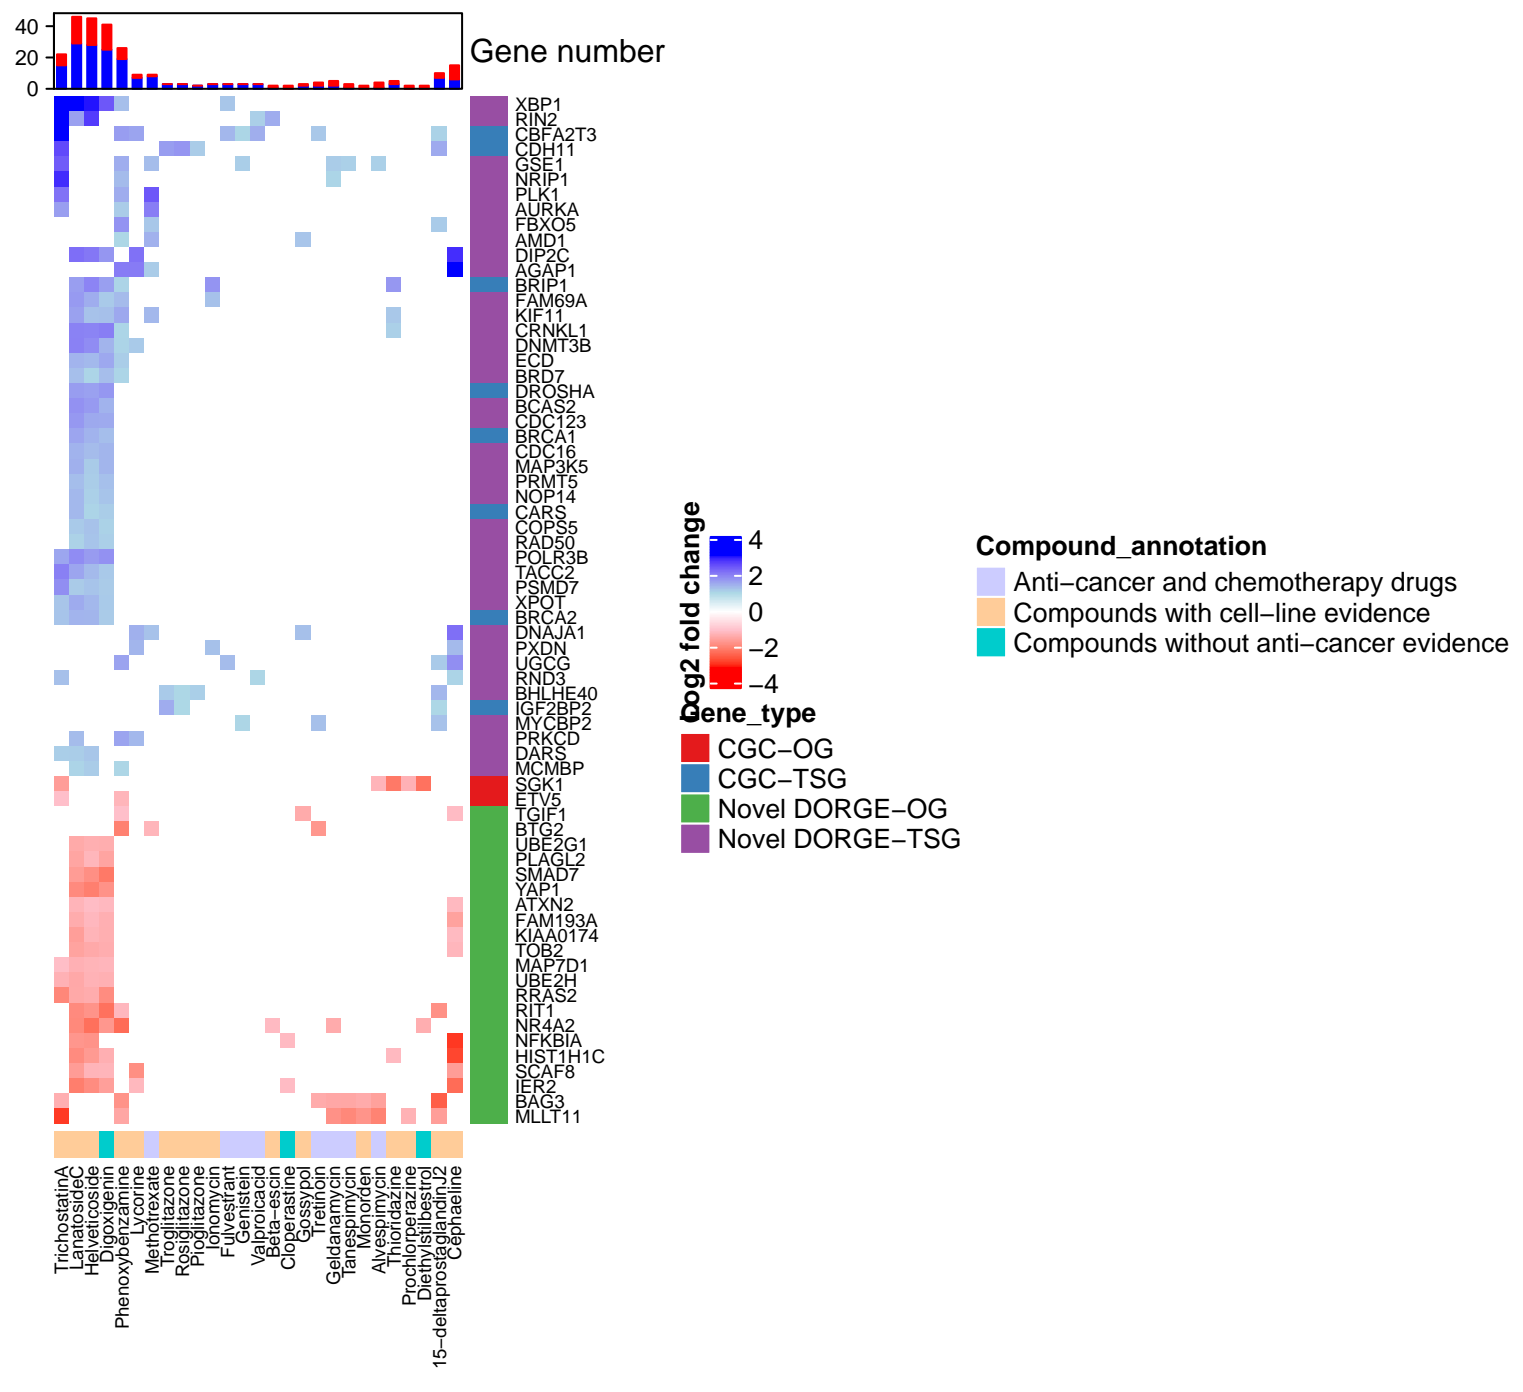 40
20
0
Gene number
XBP1
RIN2
CBFA2T3
CDH11
GSE1
NRIP1
PLK1
AURKA
FBXO5
AMD1
DIP2C
AGAP1
BRIP1
FAM69A
KIF11
CRNKL1
DNMT3B
ECD
BRD7
DROSHA
BCAS2
CDC123
BRCA1
CDC16
MAP3K5
PRMT5
NOP14
CARS
COPS5
RAD50
POLR3B
TACC2
PSMD7
XPOT
BRCA2
DNAJA1
PXDN
UGCG
RND3
BHLHE40
IGF2BP2
MYCBP2
PRKCD
DARS
MCMBP
SGK1
ETV5
TGIF1
BTG2
UBE2G1
PLAGL2
SMAD7
YAP1
ATXN2
FAM193A
KIAA0174
TOB2
MAP7D1
UBE2H
RRAS2
RIT1
NR4A2
NFKBIA
HIST1H1C
SCAF8
IER2
BAG3
MLLT11
TrichostatinA
LanatosideC
Helveticoside
Digoxigenin
Phenoxybenzamine
Lycorine
Methotrexate
Troglitazone
Rosiglitazone
Pioglitazone
Ionomycin
Fulvestrant
Genistein
Valproicacid
Beta−escin
Cloperastine
Gossypol
Tretinoin
Geldanamycin
Tanespimycin
Monorden
Alvespimycin
Thioridazine
Prochlorperazine
Diethylstilbestrol
15−deltaprostaglandinJ2
Cephaeline
Log2 fold change
4
2
0
−2
−4
Gene_type
CGC−OG
CGC−TSG
Novel DORGE−OG
Novel DORGE−TSG
Compound_annotation
Anti−cancer and chemotherapy drugs
Compounds with cell−line evidence
Compounds without anti−cancer evidence